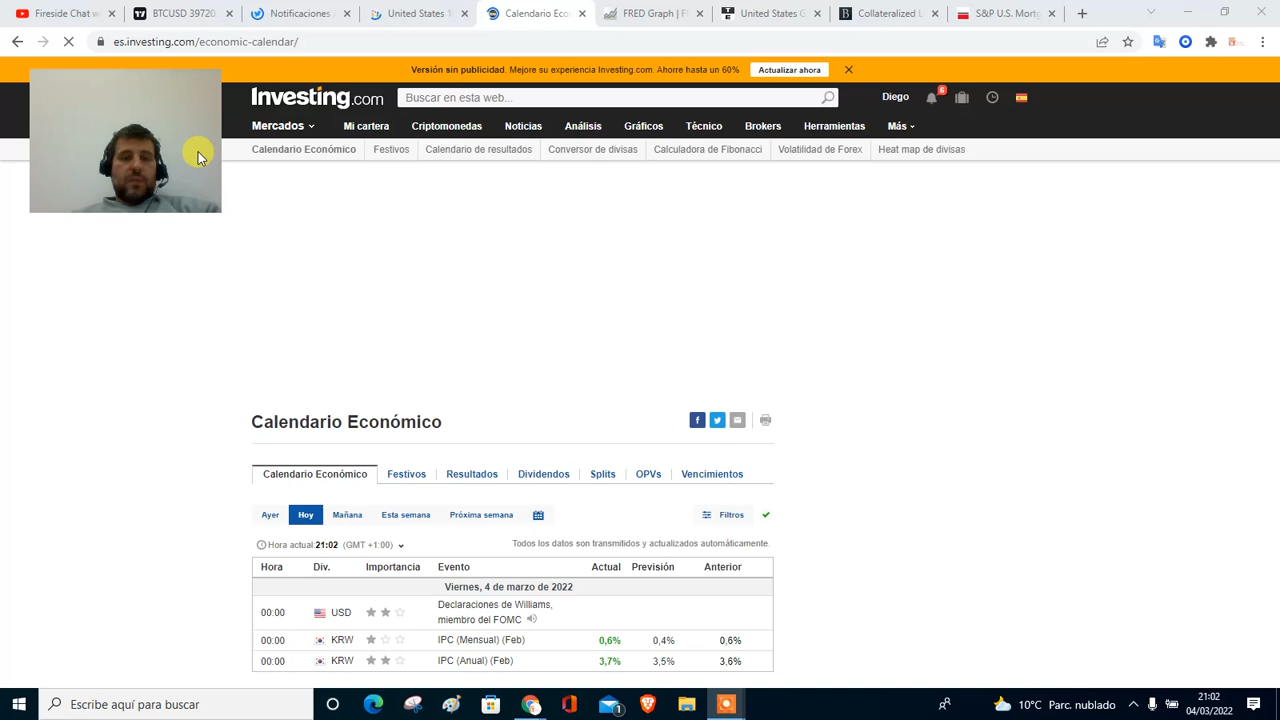 Fireside Chat w
BTCUSD 39720
Notificaciones
United States T
Calendario Eco
FRED Graph | F
United States G
Collateralized L
S&P U.S. Mortg
es.investing.com/economic-calendar/
Versión sin publicidad. Mejore su experiencia Investing.com. Ahorre hasta un 60%
Actualizar ahora
Investing.com
Buscar en esta web...
Diego
6
Mercados
Mi cartera
Criptomonedas
Noticias
Análisis
Gráficos
Técnico
Brokers
Herramientas
Más
Calendario Económico
Festivos
Calendario de resultados
Conversor de divisas
Calculadora de Fibonacci
Volatilidad de Forex
Heat map de divisas
Calendario Económico
Calendario Económico
Festivos
Resultados
Dividendos
Splits
OPVs
Vencimientos
Ayer
Hoy
Mañana
Esta semana
Próxima semana
Filtros
Hora actual:21:02 (GMT +1:00)
Todos los datos son transmitidos y actualizados automáticamente.
Hora Div. Importancia Evento Actual Previsión Anterior
Viernes, 4 de marzo de 2022
00:00 USD Declaraciones de Williams,
miembro del FOMC
00:00 KRW IPC (Mensual) (Feb) 0,6% 0,4% 0,6%
00:00 KRW IPC (Anual) (Feb) 3,7% 3,5% 3,6%
Escribe aquí para buscar
1
10°C Parc. nublado
21:02
04/03/2022